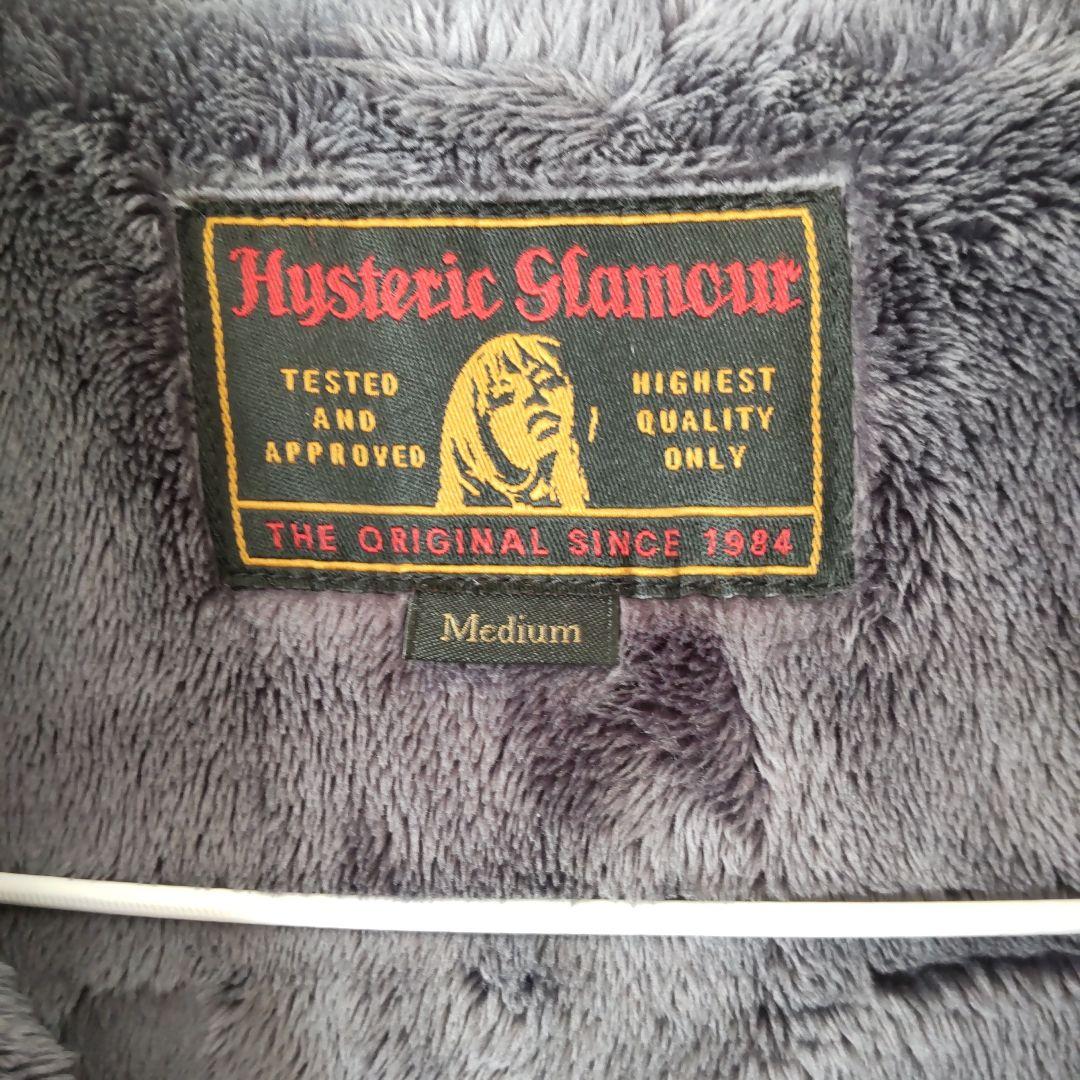 Hysteric Glamour
TESTED
AND
APPROVED
HIGHEST
QUALITY
ONLY
THE ORIGINAL SINCE 1984
Medium